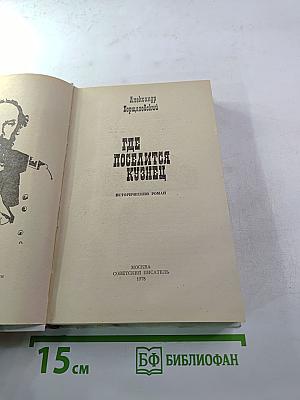 Александр
Борщаговский
ГДЕ
ПОСЕЛИТСЯ
КУЗНЕЦ
ИСТОРИЧЕСКИЙ РОМАН
МОСКВА
СОВЕТСКИЙ ПИСАТЕЛЬ
1978
15 см
БФ БИБЛИОФАН